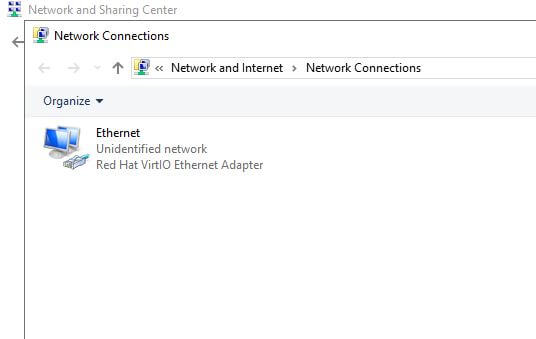 Network and Sharing Center
Network Connections
« Network and Internet > Network Connections
Organize
Ethernet
Unidentified network
Red Hat VirtIO Ethernet Adapter